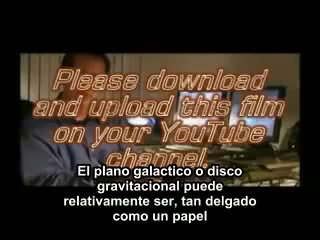 Please download
and upload this film
on your YouTube
channel.
El plano galactico o disco
gravitacional puede
relativamente ser, tan delgado
como un papel